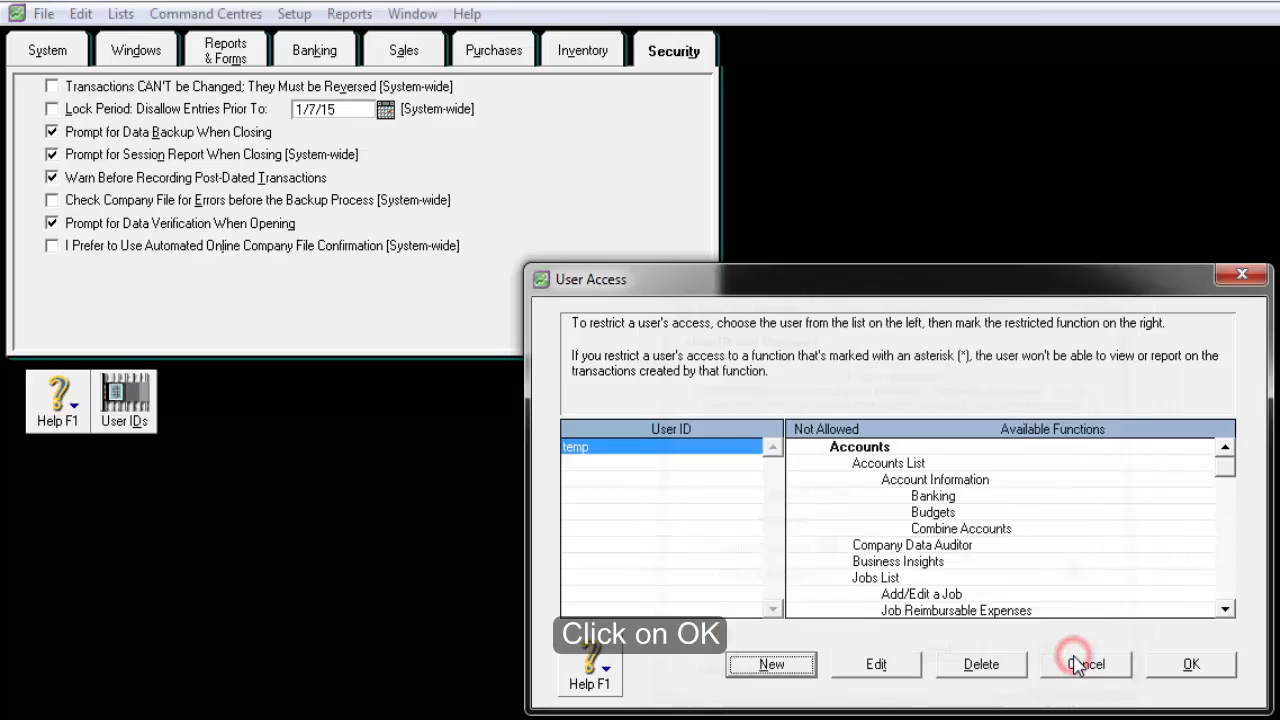 File Edit Lists Command Centres Setup Reports Window Help
System Windows Reports & Forms Banking Sales Purchases Inventory Security
Transactions CAN'T be Changed; They Must be Reversed [System-wide]
Lock Period: Disallow Entries Prior To: 1/7/15 [System-wide]
Prompt for Data Backup When Closing
Prompt for Session Report When Closing [System-wide]
Warn Before Recording Post-Dated Transactions
Check Company File for Errors before the Backup Process [System-wide]
Prompt for Data Verification When Opening
I Prefer to Use Automated Online Company File Confirmation [System-wide]
Help F1 User IDs
User Access
To restrict a user's access, choose the user from the list on the left, then mark the restricted function on the right.
If you restrict a user's access to a function that's marked with an asterisk (*), the user won't be able to view or report on the
transactions created by that function.
User ID Not Allowed Available Functions
temp Accounts
Accounts List
Account Information
Banking
Budgets
Combine Accounts
Company Data Auditor
Business Insights
Jobs List
Add/Edit a Job
Job Reimbursable Expenses
Click on OK
New Edit Delete Cancel OK
Help F1